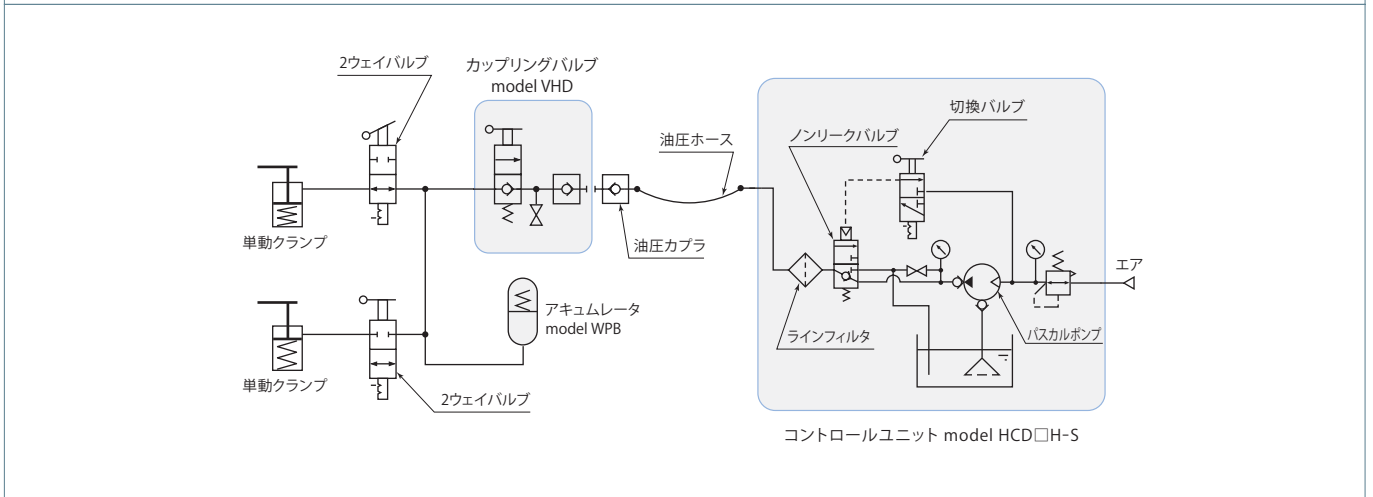 2ウェイバルブ
カップリングバルブ
model VHD
油圧ホース
切換バルブ
ノンリークバルブ
単動クランプ
油圧カプラ
エア
アキュムレータ
model WPB
ラインフィルタ
パスカルポンプ
単動クランプ
2ウェイバルブ
コントロールユニット model HCD□H-S